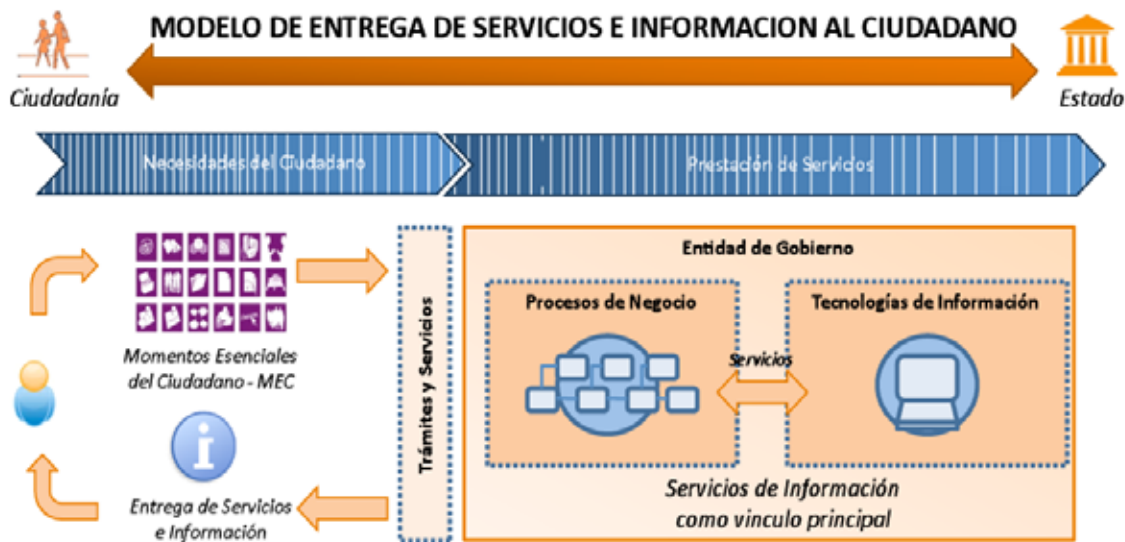 MODELO DE ENTREGA DE SERVICIOS E INFORMACION AL CIUDADANO
Ciudadanía
Estado
Necesidades del Ciudadano
Prestación de Servicios
Momentos Esenciales
del Ciudadano - MEC
Entrega de Servicios
e Información
Trámites y Servicios
Entidad de Gobierno
Procesos de Negocio
Servicios
Tecnologías de Información
Servicios de Información
como vinculo principal